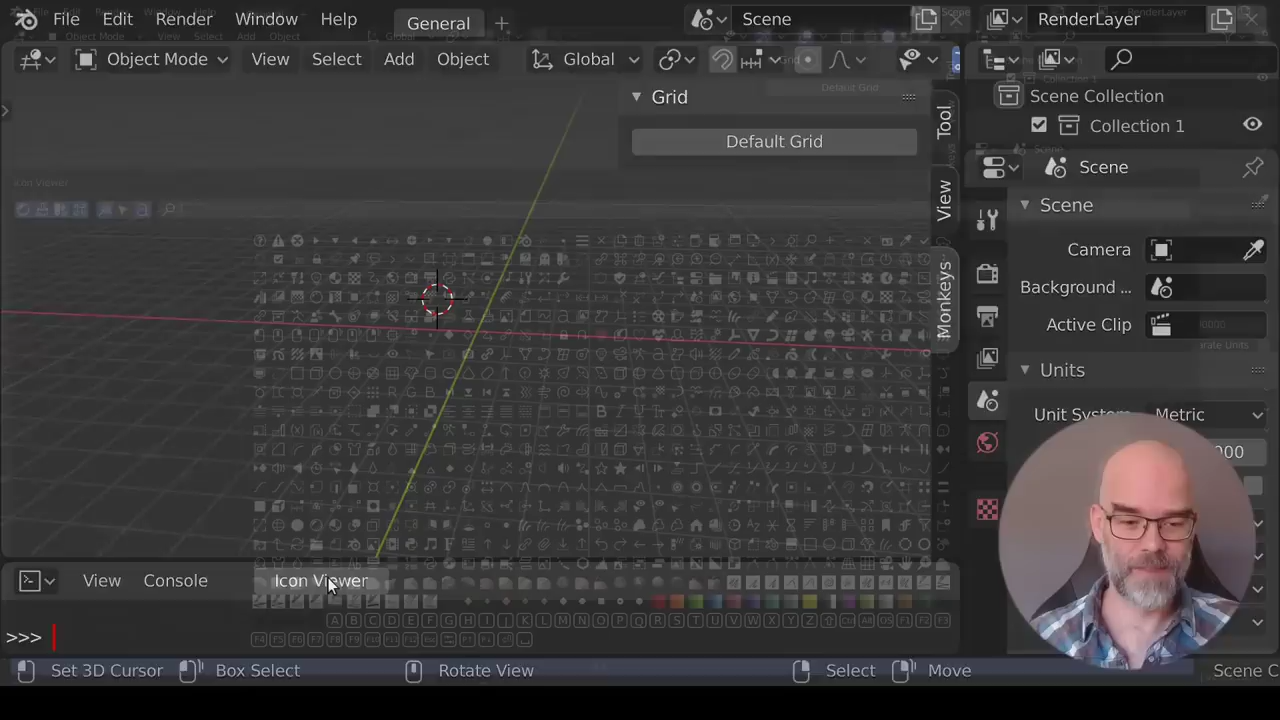 File Edit Render Window Help General Scene RenderLayer
Object Mode View Select Add Object Global
Grid
Default Grid
Tool
View
Monkeys
Scene Collection
Collection 1
Scene
Scene
Camera
Background ...
Active Clip
Units
Unit System Metric
000
Icon Viewer
View Console Icon Viewer
>>>
A B C D E F G H I J K L M N O P Q R S T U V W X Y Z
Set 3D Cursor Box Select Rotate View Select Move Scene C